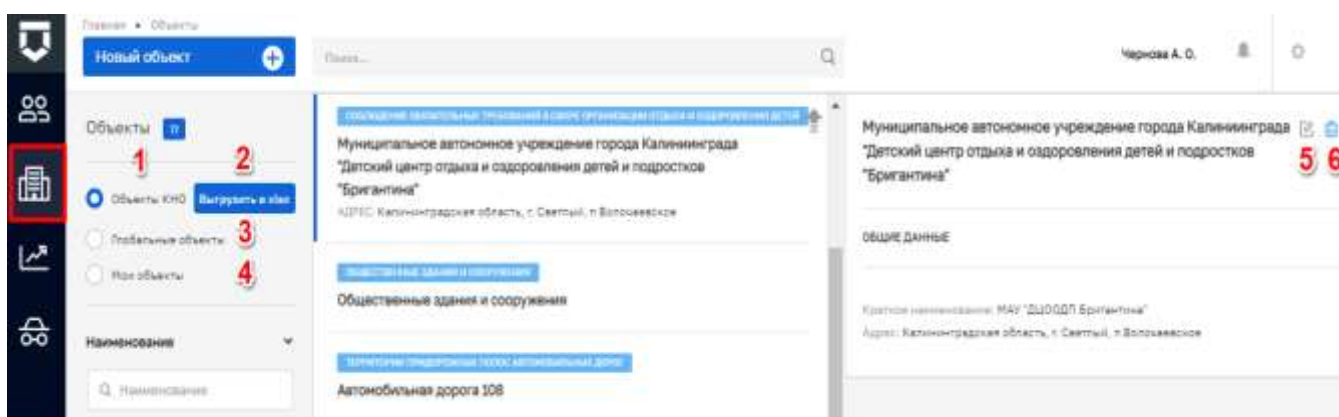 Главная • Объекты
Новый объект
Поиск...
Чернова А. О.
Объекты 77
1
2
Объекты КНО
Выгрузить в xlsx
Глобальные объекты
3
Мои объекты
4
Наименование
Наименование
СОБЛЮДЕНИЕ ОБЯЗАТЕЛЬНЫХ ТРЕБОВАНИЙ В СФЕРЕ ОРГАНИЗАЦИИ ОТДЫХА И ОЗДОРОВЛЕНИЯ ДЕТЕЙ
Муниципальное автономное учреждение города Калининграда
"Детский центр отдыха и оздоровления детей и подростков
"Бригантина"
АДРЕС: Калининградская область, г. Светлый, п Волочаевское
ОБЩЕСТВЕННЫЕ ЗДАНИЯ И СООРУЖЕНИЯ
Общественные здания и сооружения
ТЕРРИТОРИИ ПРИДОРОЖНЫХ ПОЛОС АВТОМОБИЛЬНЫХ ДОРОГ
Автомобильная дорога 108
Муниципальное автономное учреждение города Калининграда
"Детский центр отдыха и оздоровления детей и подростков
"Бригантина"
5 6
ОБЩИЕ ДАННЫЕ
Краткое наименование: МАУ "ДЦООДП Бригантина"
Адрес: Калининградская область, г. Светлый, п Волочаевское